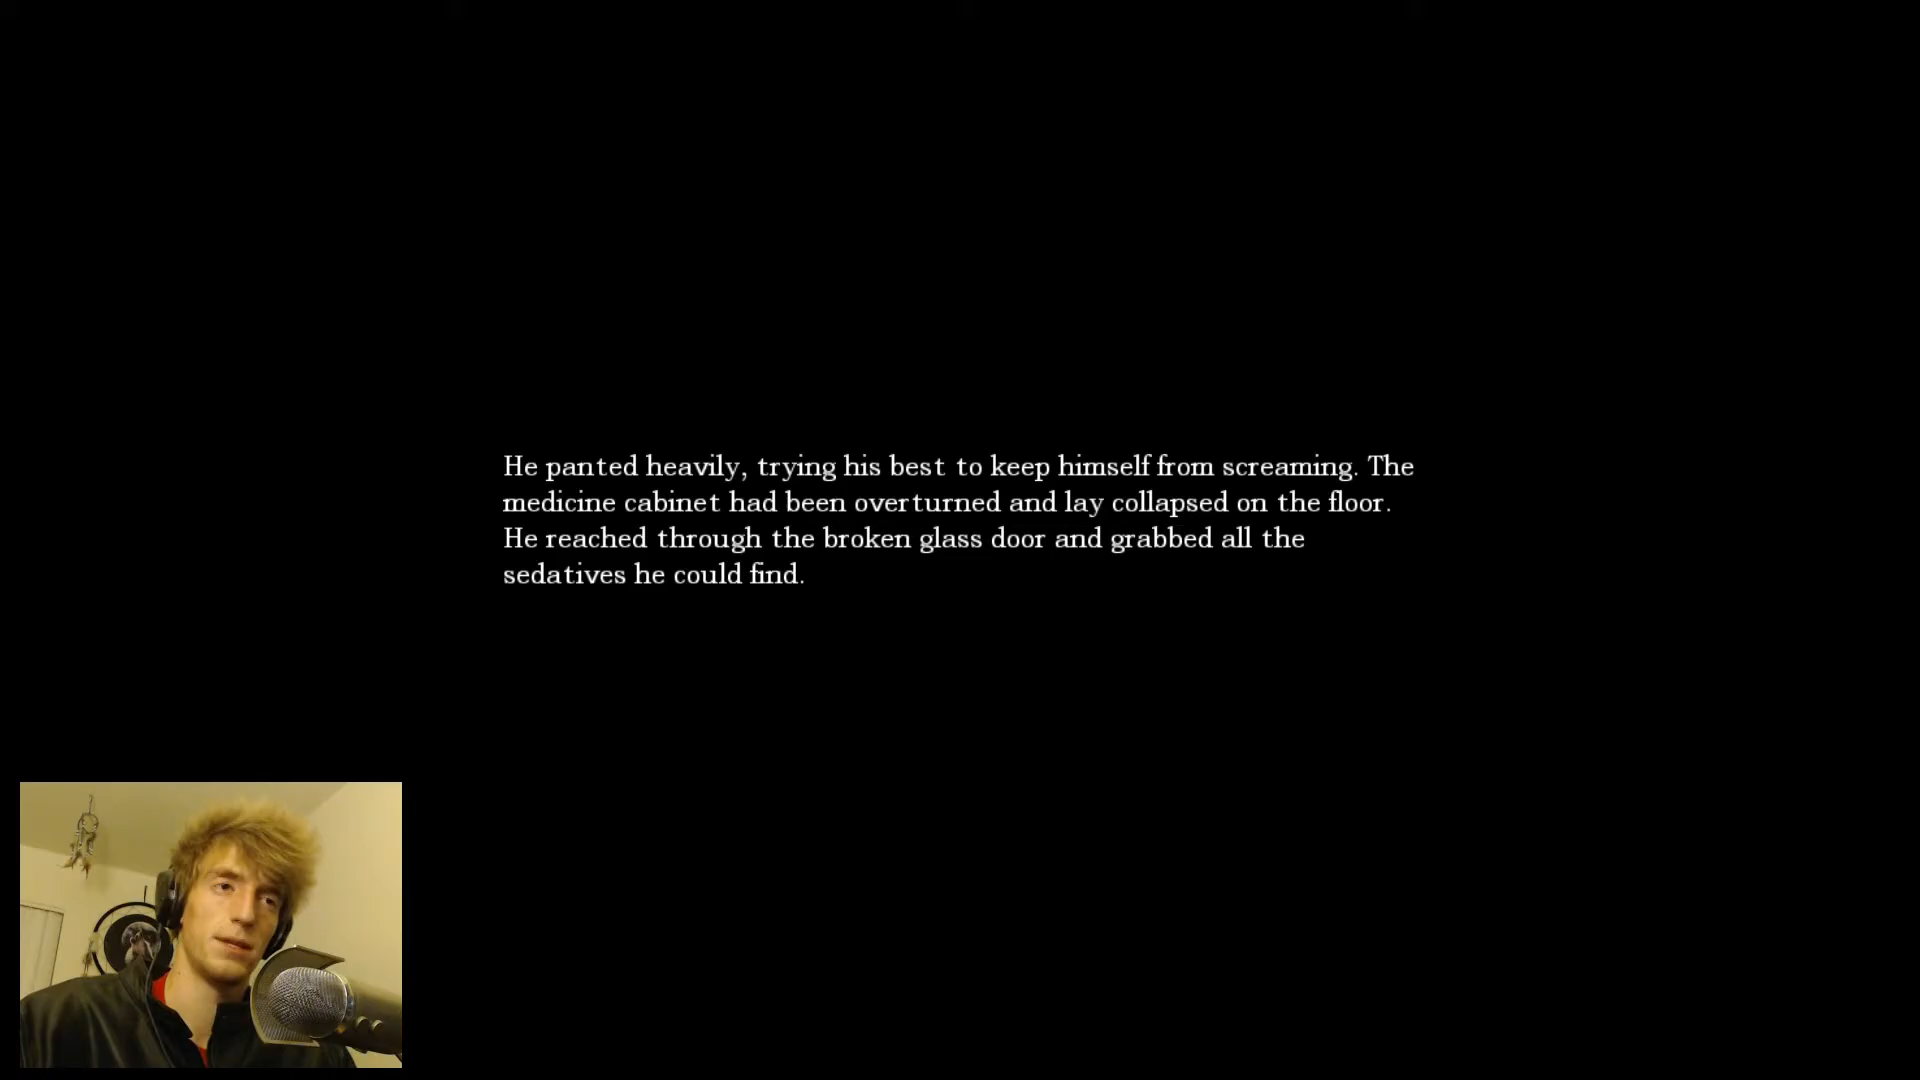 He panted heavily, trying his best to keep himself from screaming. The
medicine cabinet had been overturned and lay collapsed on the floor.
He reached through the broken glass door and grabbed all the
sedatives he could find.